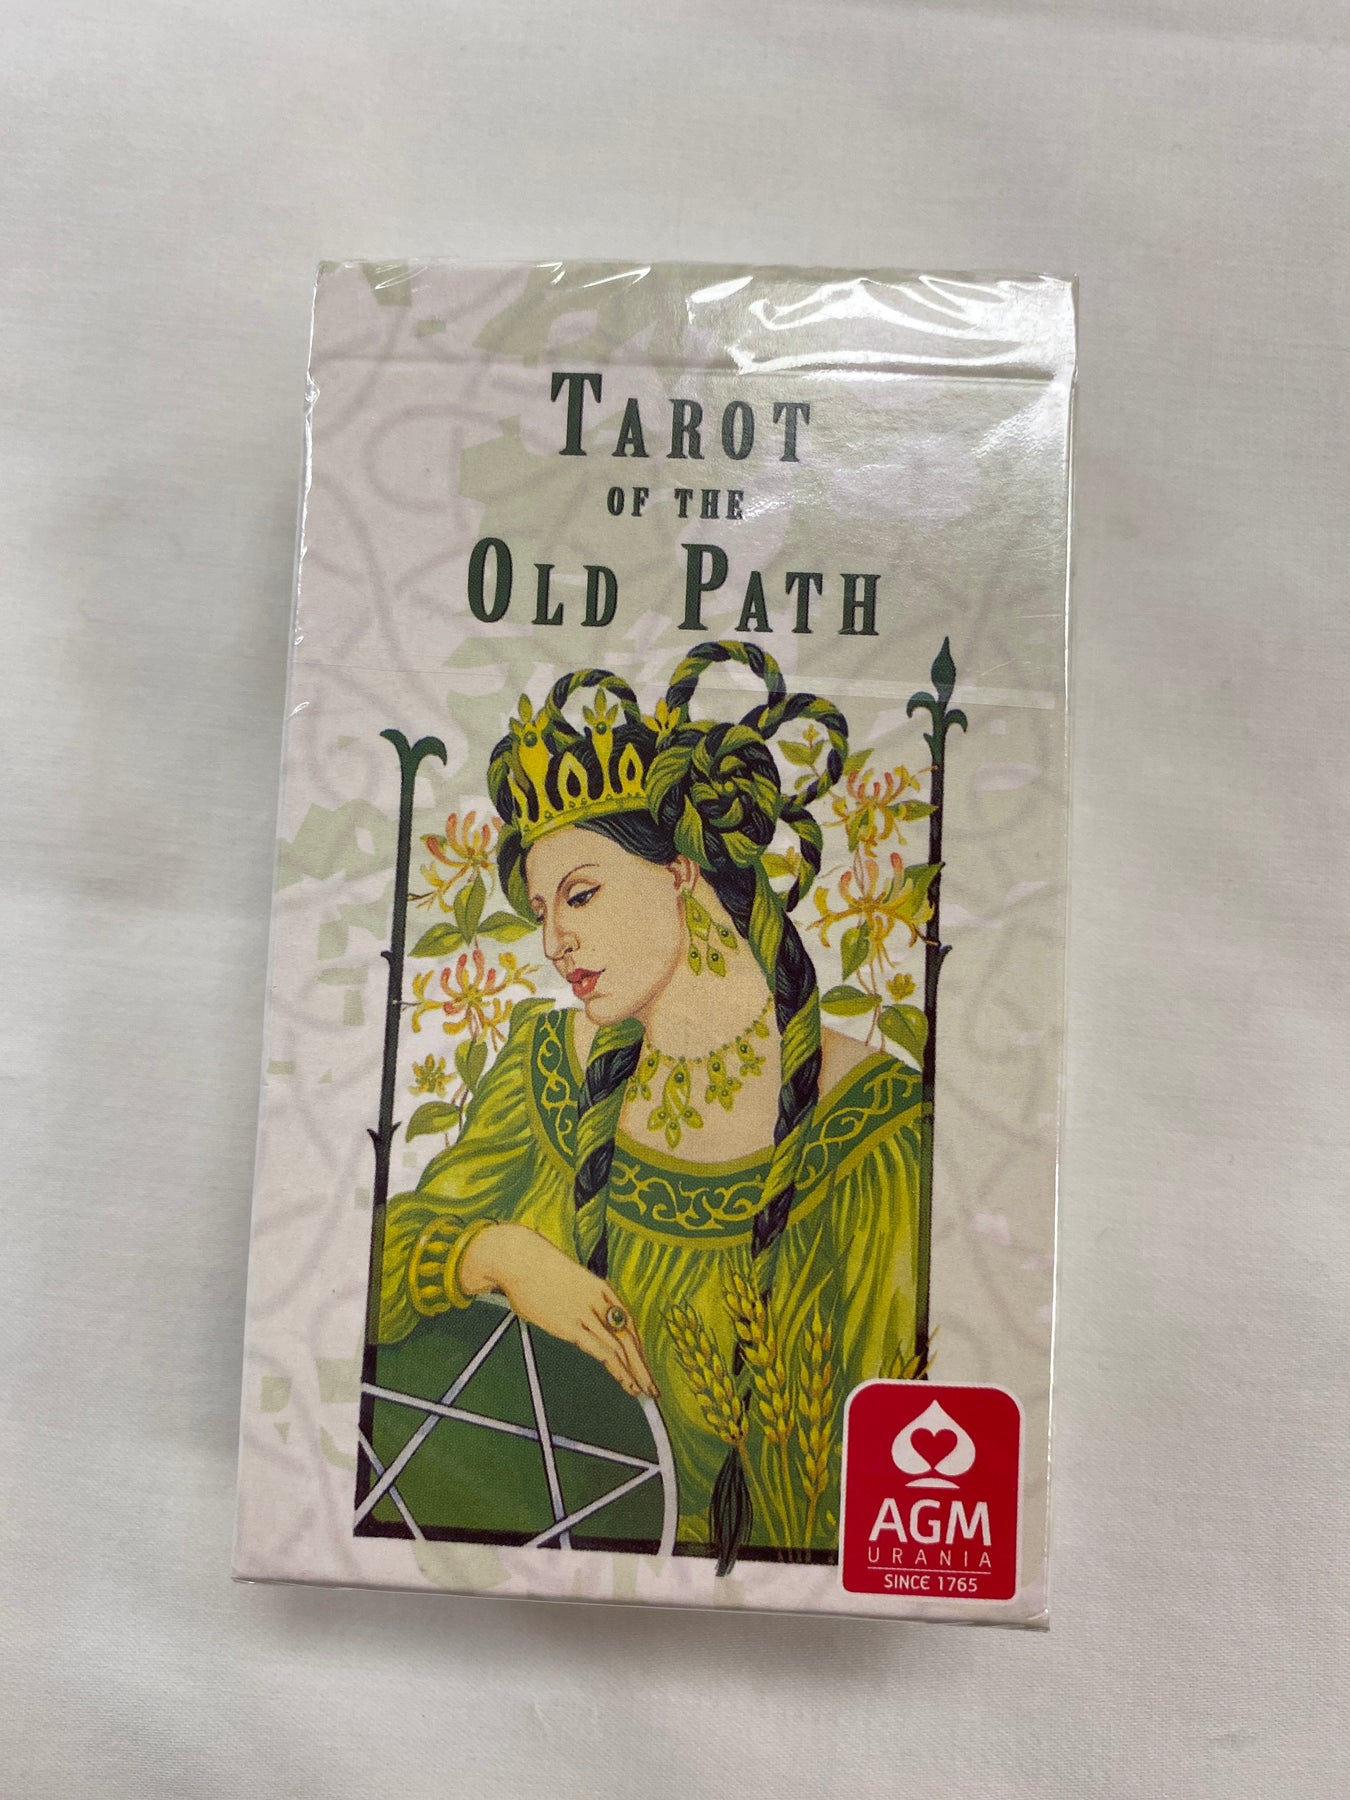 TAROT
OF THE
OLD PATH
AGM
URANIA
SINCE 1765